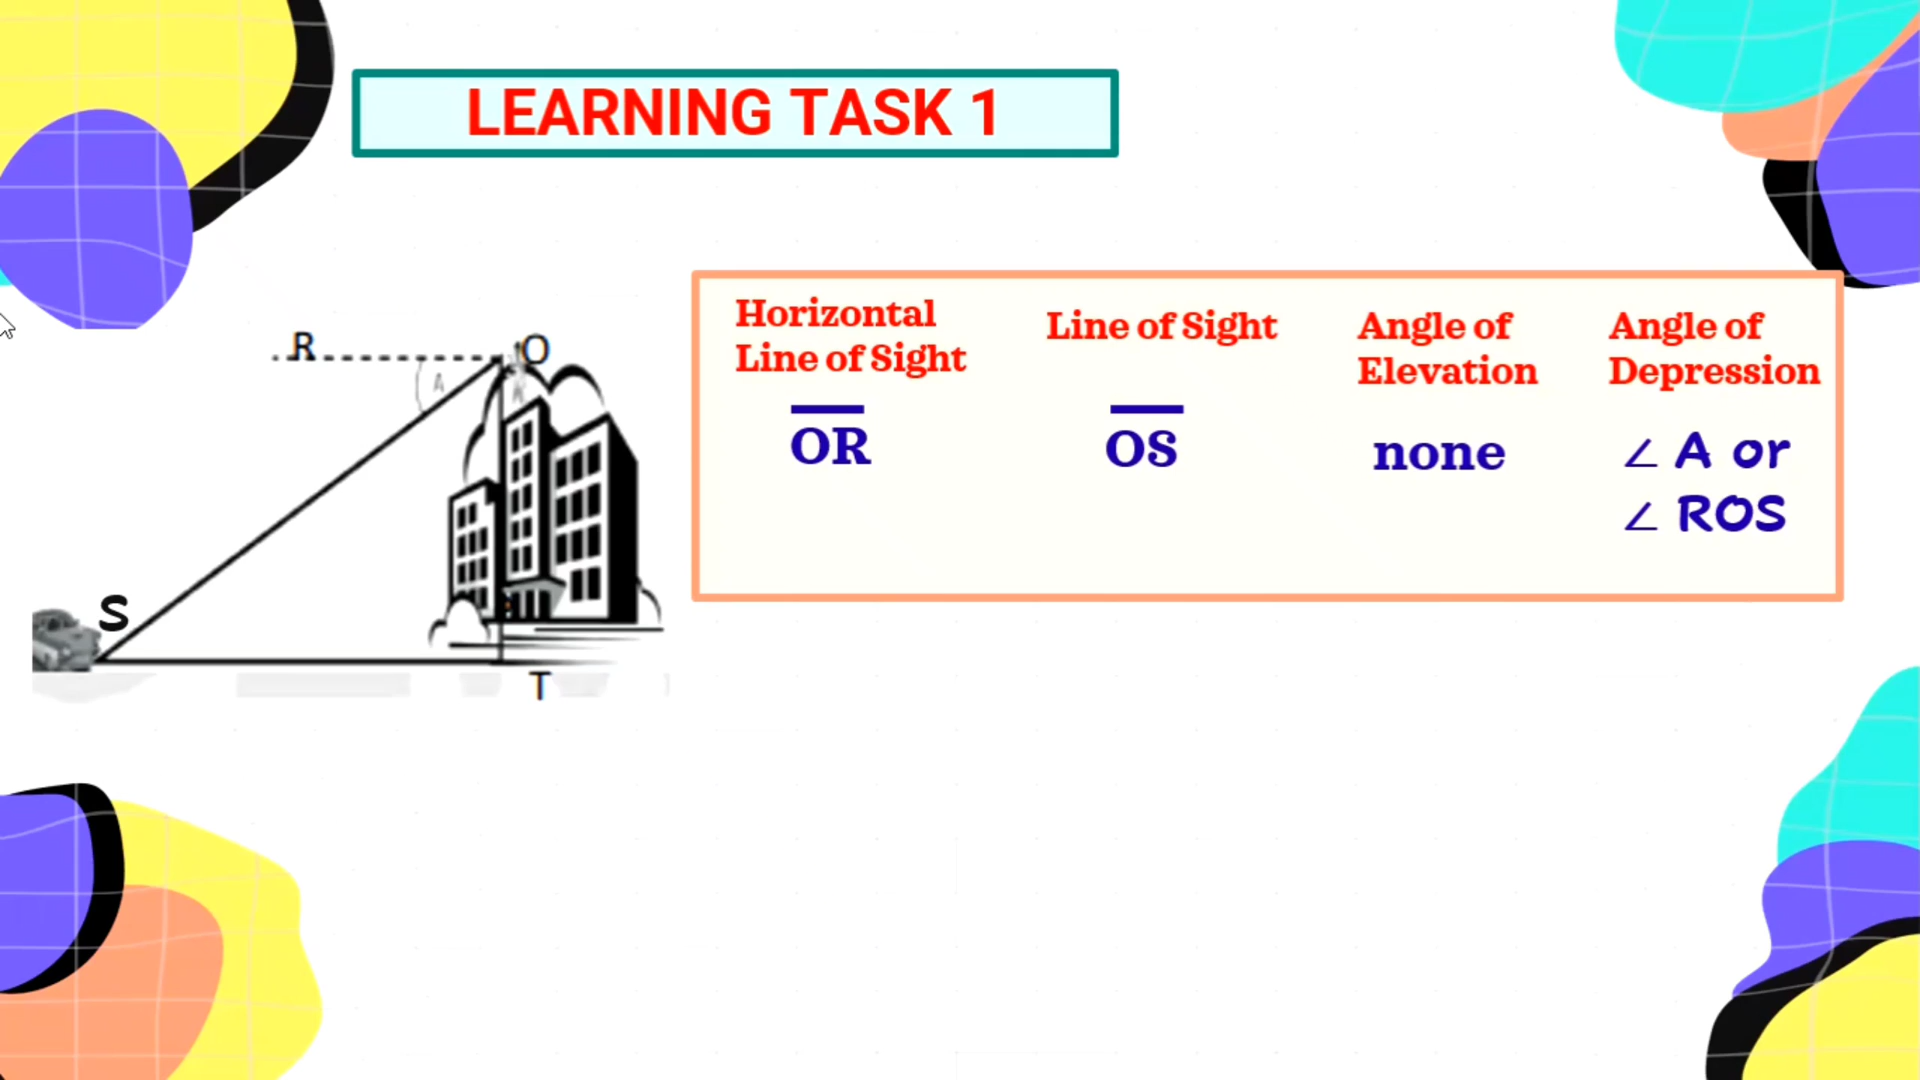 LEARNING TASK 1
R
O
A
S
T
Horizontal
Line of Sight
OR
Line of Sight
OS
Angle of
Elevation
none
Angle of
Depression
∠ A or
∠ ROS